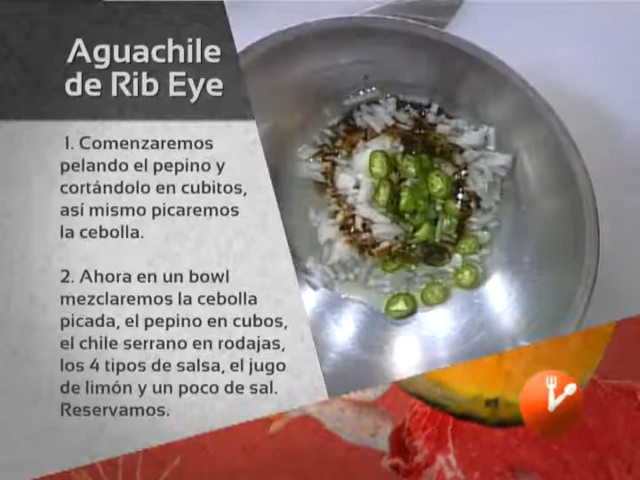 Aguachile
de Rib Eye
1. Comenzaremos
pelando el pepino y
cortándolo en cubitos,
así mismo picaremos
la cebolla.
2. Ahora en un bowl
mezclaremos la cebolla
picada, el pepino en cubos,
el chile serrano en rodajas,
los 4 tipos de salsa, el jugo
de limón y un poco de sal.
Reservamos.